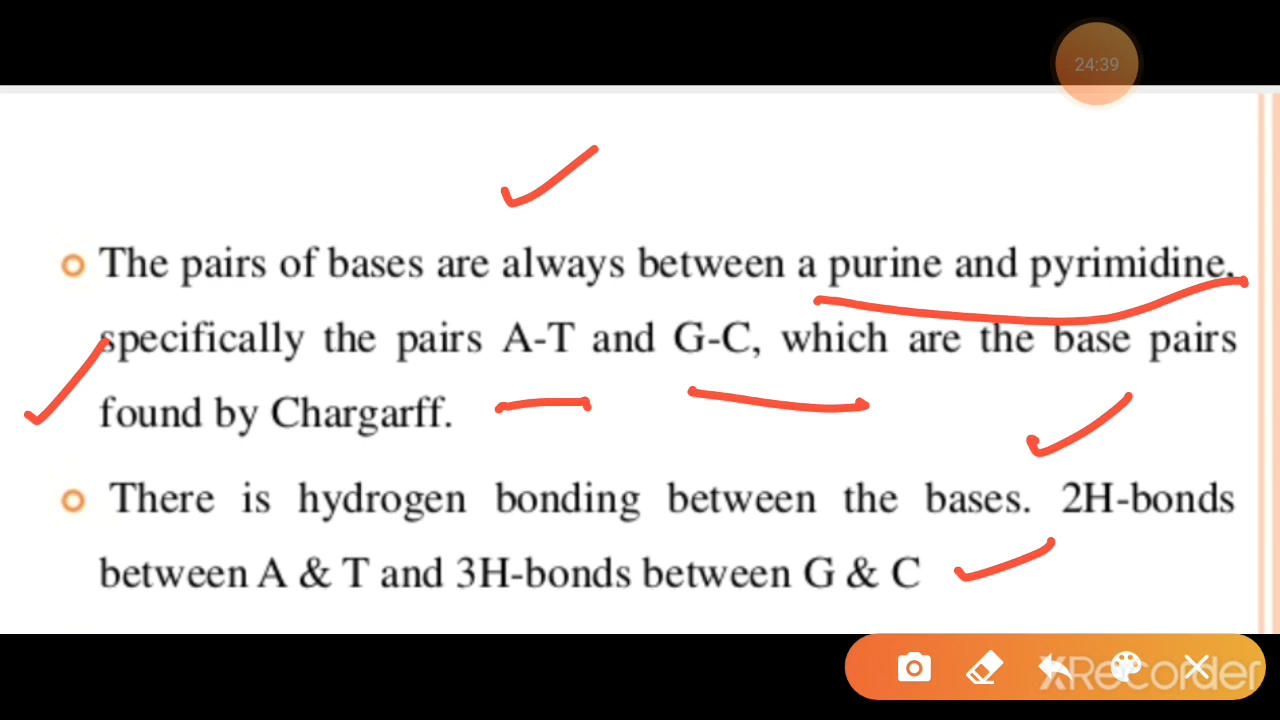 24:39
The pairs of bases are always between a purine and pyrimidine,
specifically the pairs A-T and G-C, which are the base pairs
found by Chargarff.
There is hydrogen bonding between the bases. 2H-bonds
between A & T and 3H-bonds between G & C
XRecorder